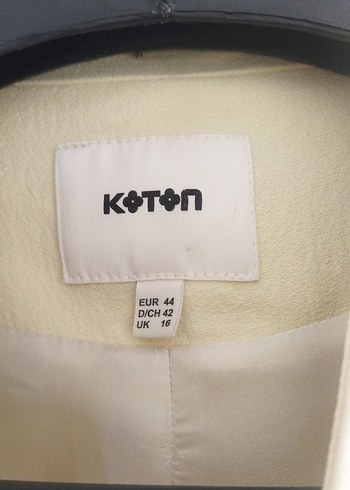 KOTON
EUR 44
D/CH 42
UK 16